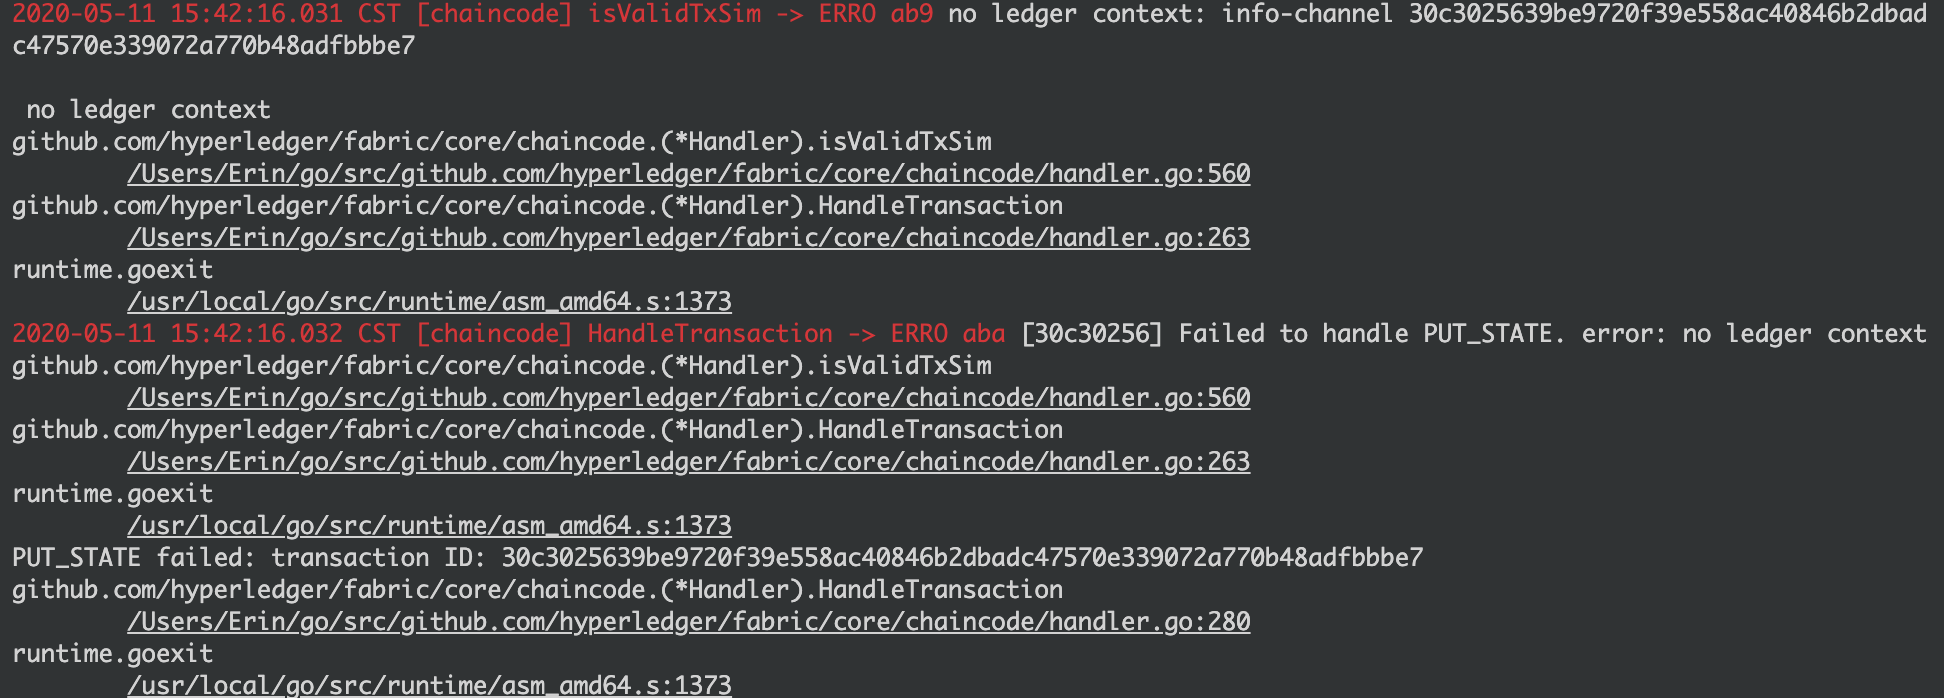 2020-05-11 15:42:16.031 CST [chaincode] isValidTxSim -> ERRO ab9 no ledger context: info-channel 30c3025639be9720f39e558ac40846b2dbad
c47570e339072a770b48adfbbbe7
no ledger context
github.com/hyperledger/fabric/core/chaincode.(*Handler).isValidTxSim
/Users/Erin/go/src/github.com/hyperledger/fabric/core/chaincode/handler.go:560
github.com/hyperledger/fabric/core/chaincode.(*Handler).HandleTransaction
/Users/Erin/go/src/github.com/hyperledger/fabric/core/chaincode/handler.go:263
runtime.goexit
/usr/local/go/src/runtime/asm_amd64.s:1373
2020-05-11 15:42:16.032 CST [chaincode] HandleTransaction -> ERRO aba [30c30256] Failed to handle PUT_STATE. error: no ledger context
github.com/hyperledger/fabric/core/chaincode.(*Handler).isValidTxSim
/Users/Erin/go/src/github.com/hyperledger/fabric/core/chaincode/handler.go:560
github.com/hyperledger/fabric/core/chaincode.(*Handler).HandleTransaction
/Users/Erin/go/src/github.com/hyperledger/fabric/core/chaincode/handler.go:263
runtime.goexit
/usr/local/go/src/runtime/asm_amd64.s:1373
PUT_STATE failed: transaction ID: 30c3025639be9720f39e558ac40846b2dbadc47570e339072a770b48adfbbbe7
github.com/hyperledger/fabric/core/chaincode.(*Handler).HandleTransaction
/Users/Erin/go/src/github.com/hyperledger/fabric/core/chaincode/handler.go:280
runtime.goexit
/usr/local/go/src/runtime/asm_amd64.s:1373